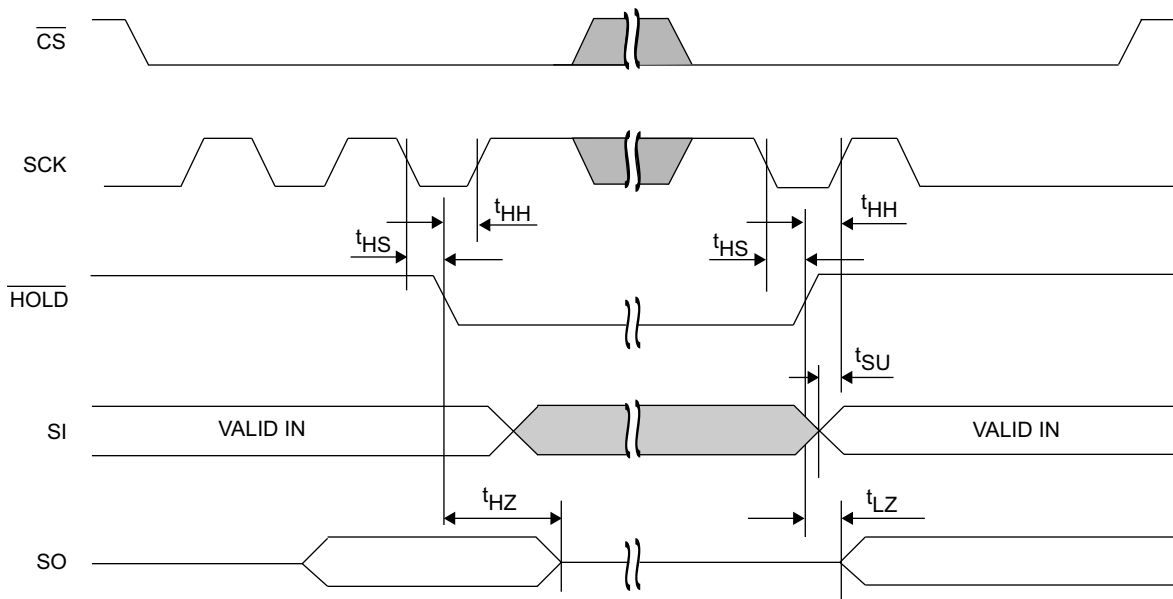 CS
SCK
tHH
tHH
tHS
tHS
HOLD
tSU
SI
VALID IN
VALID IN
tHZ
tLZ
SO